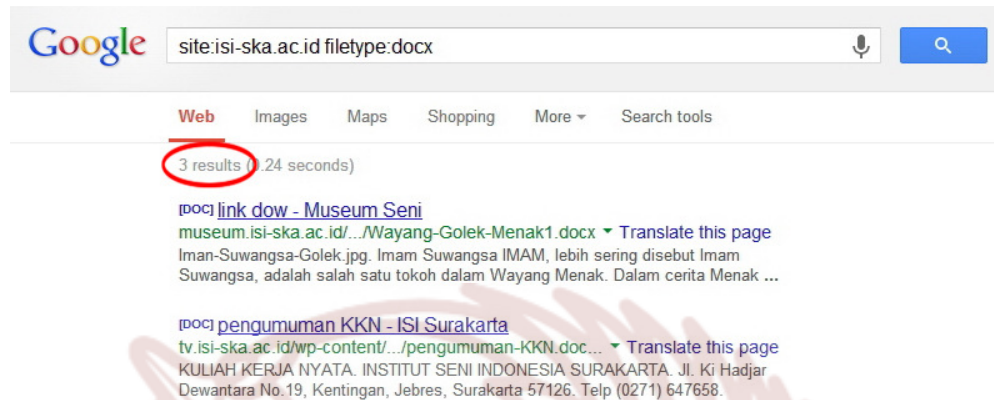 Google site:isi-ska.ac.id filetype:docx
Web Images Maps Shopping More Search tools
3 results (0.24 seconds)
[DOC] link dow - Museum Seni
museum.isi-ska.ac.id/.../Wayang-Golek-Menak1.docx Translate this page
Iman-Suwangsa-Golek.jpg. Imam Suwangsa IMAM, lebih sering disebut Imam
Suwangsa, adalah salah satu tokoh dalam Wayang Menak. Dalam cerita Menak ...
[DOC] pengumuman KKN - ISI Surakarta
tv.isi-ska.ac.id/wp-content/.../pengumuman-KKN.doc... Translate this page
KULIAH KERJA NYATA. INSTITUT SENI INDONESIA SURAKARTA. Jl. Ki Hadjar
Dewantara No.19, Kentingan, Jebres, Surakarta 57126. Telp (0271) 647658.